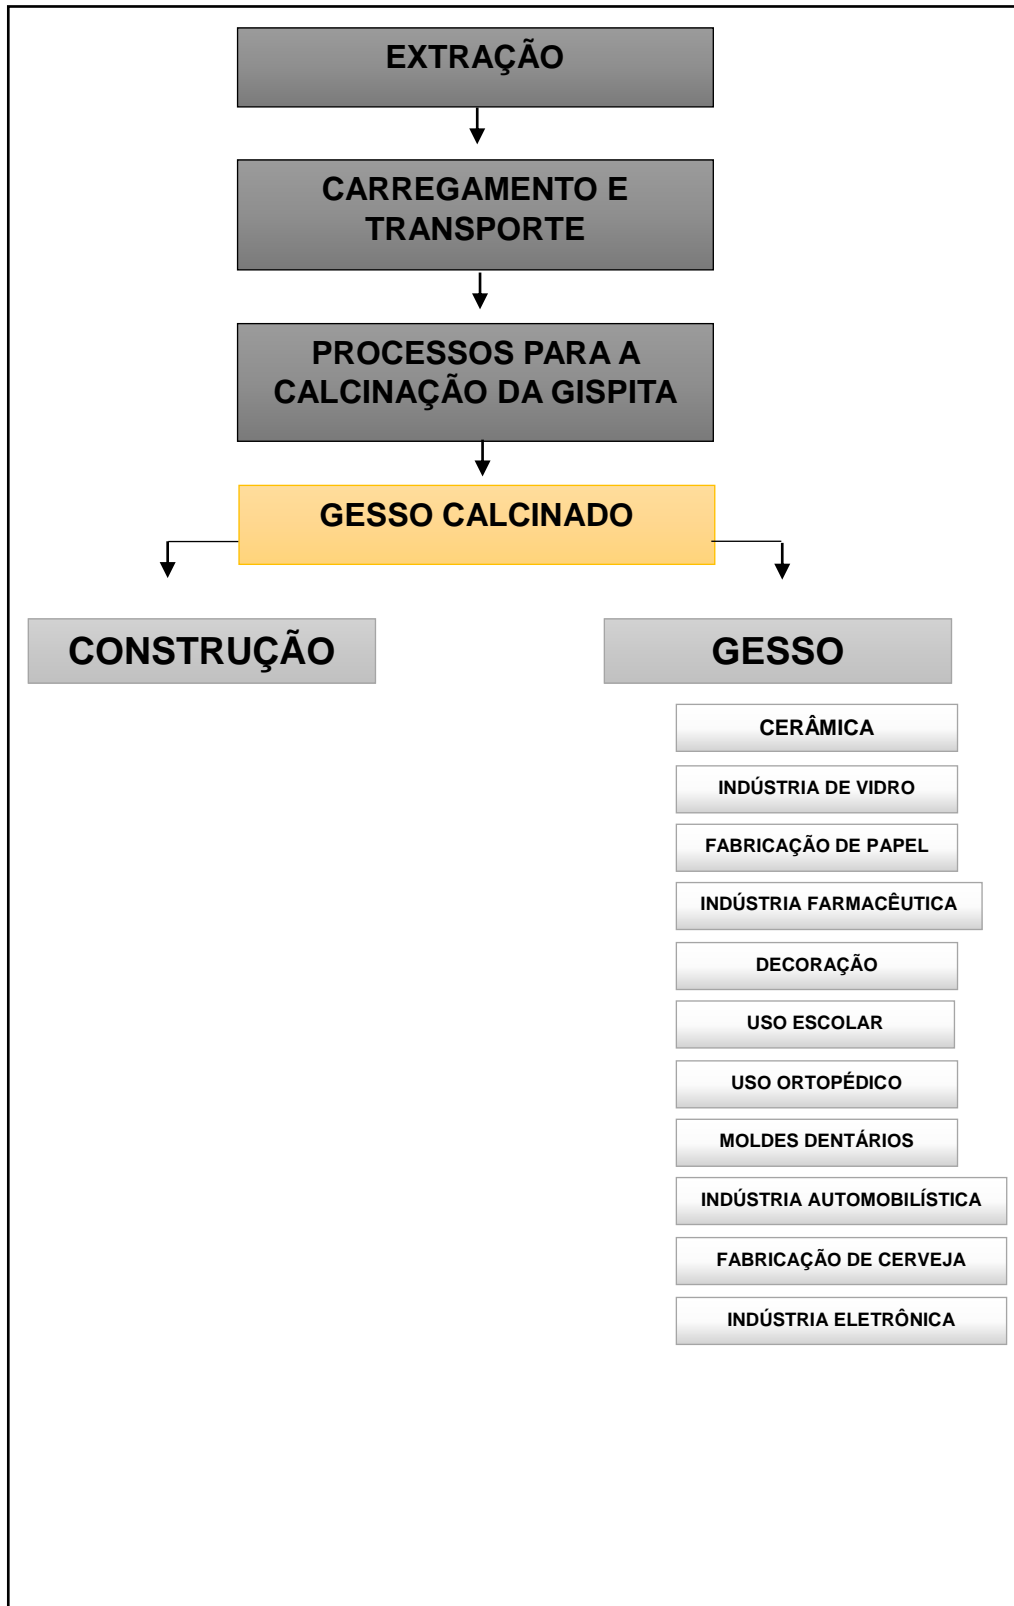 EXTRAÇÃO
CARREGAMENTO E
TRANSPORTE
PROCESSOS PARA A
CALCINAÇÃO DA GISPITA
GESSO CALCINADO
CONSTRUÇÃO
GESSO
CERÂMICA
INDÚSTRIA DE VIDRO
FABRICAÇÃO DE PAPEL
INDÚSTRIA FARMACÊUTICA
DECORAÇÃO
USO ESCOLAR
USO ORTOPÉDICO
MOLDES DENTÁRIOS
INDÚSTRIA AUTOMOBILÍSTICA
FABRICAÇÃO DE CERVEJA
INDÚSTRIA ELETRÔNICA